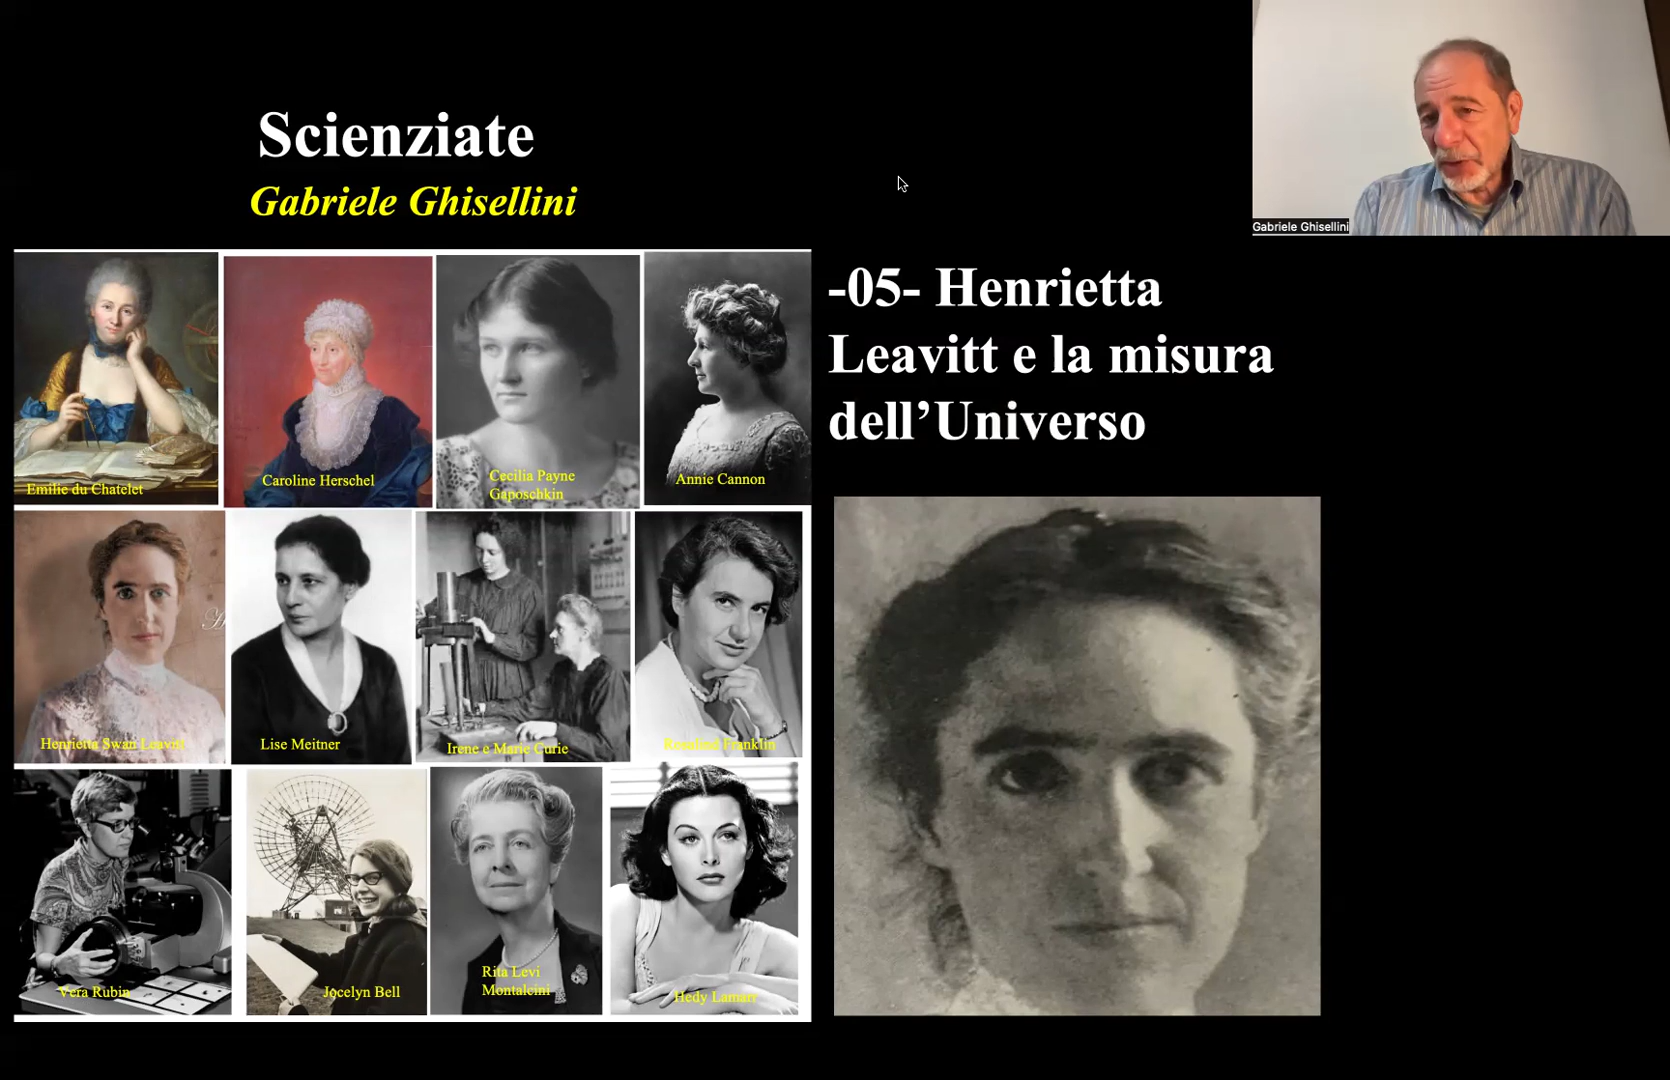 Scienziate
Gabriele Ghisellini
Gabriele Ghisellini
-05- Henrietta
Leavitt e la misura
dell’Universo
Emilie du Chatelet
Caroline Herschel
Cecilia Payne
Gaposchkin
Annie Cannon
Henrietta Swan Leavitt
Lise Meitner
Irene e Marie Curie
Rosalind Franklin
Vera Rubin
Jocelyn Bell
Rita Levi
Montalcini
Hedy Lamarr